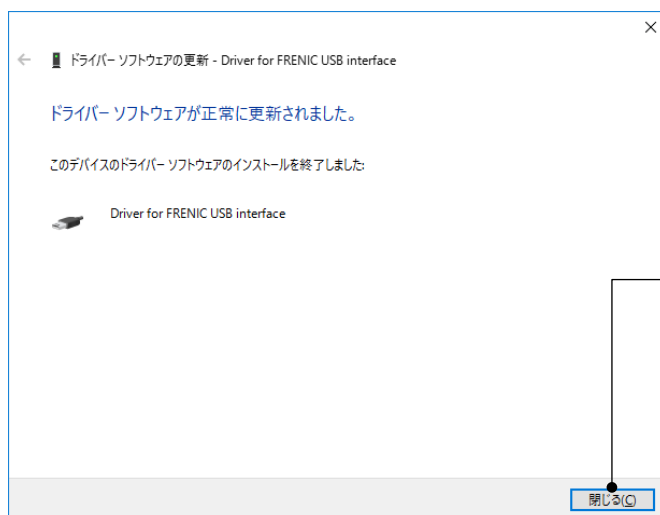 ドライバー ソフトウェアの更新 - Driver for FRENIC USB interface
ドライバー ソフトウェアが正常に更新されました。
このデバイスのドライバー ソフトウェアのインストールを終了しました:
Driver for FRENIC USB interface
閉じる(C)